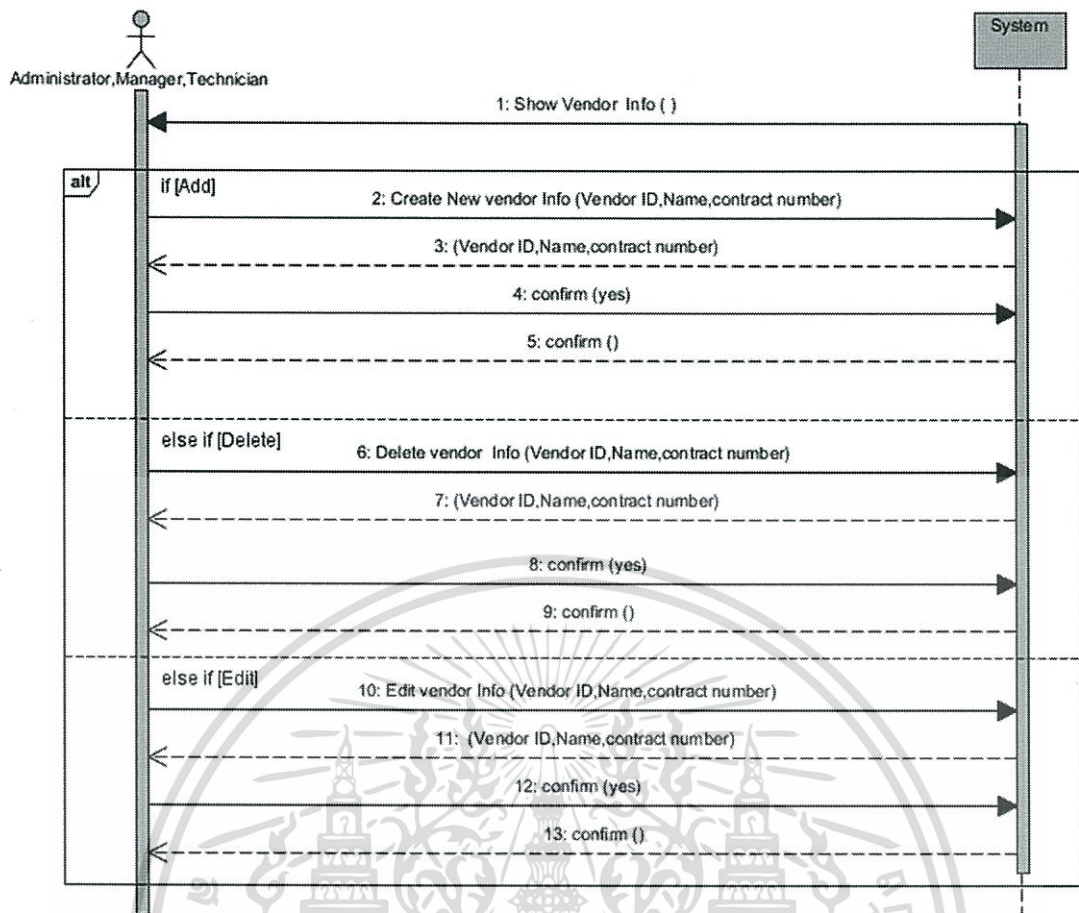 System
Administrator,Manager,Technician
1: Show Vendor Info ( )
alt
if [Add]
2: Create New vendor Info (Vendor ID,Name,contract number)
3: (Vendor ID,Name,contract number)
4: confirm (yes)
5: confirm ()
else if [Delete]
6: Delete vendor Info (Vendor ID,Name,contract number)
7: (Vendor ID,Name,contract number)
8: confirm (yes)
9: confirm ()
else if [Edit]
10: Edit vendor Info (Vendor ID,Name,contract number)
11: (Vendor ID,Name,contract number)
12: confirm (yes)
13: confirm ()